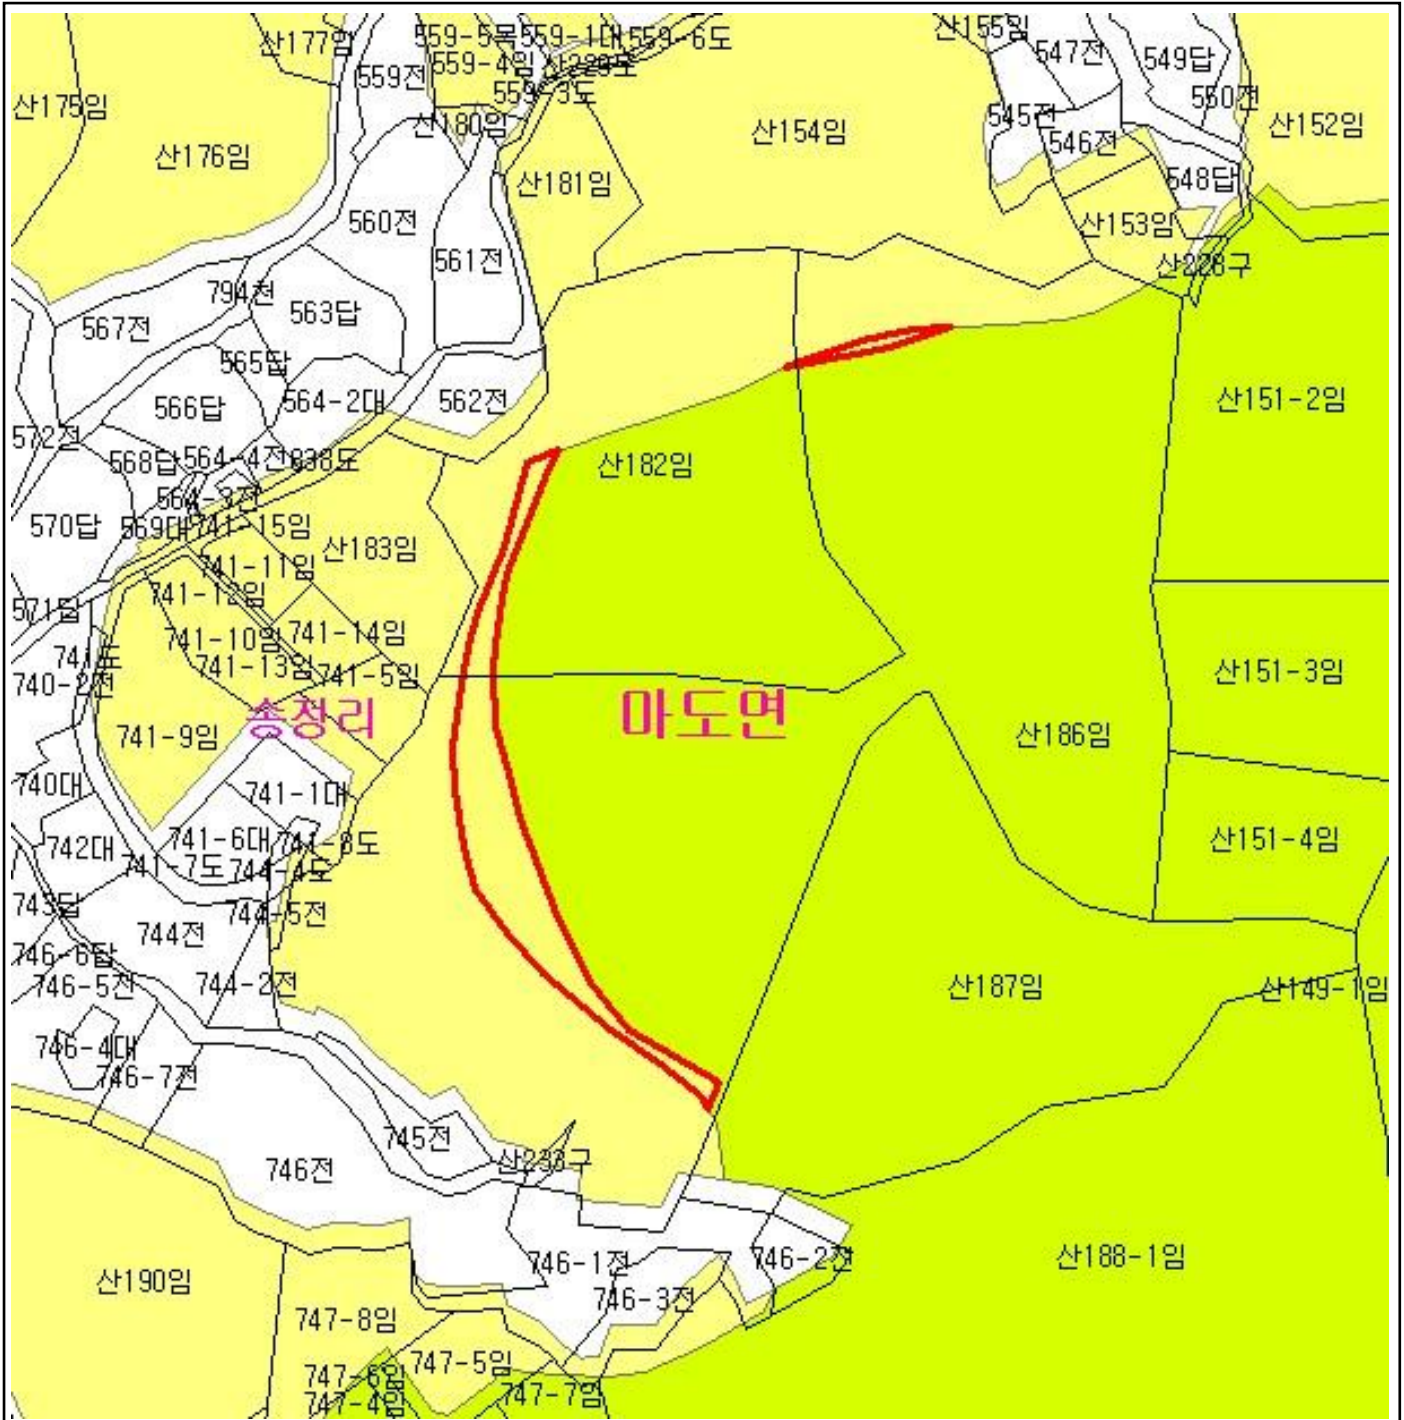 산177임
559-5목
559-1대
559-6도
산155임
547전
549답
559전
559-4임
산229도
559-3도
550전
산175임
산180임
545전
546전
산152임
산154임
산176임
산181임
548답
560전
산153임
561전
산228구
794천
567전
563답
565답
566답
564-2대
562전
산151-2임
572전
568답
564-4전
838도
산182임
564-3전
570답
569대
741-15임
산183임
741-11임
741-12임
571답
741-10임
741-14임
741도
741-13임
741-5임
740-2전
산151-3임
송정리
마도면
741-9임
산186임
740대
741-1대
742대
741-6대
741-8도
산151-4임
741-7도
744-4도
743답
744전
744-5전
746-6답
746-5전
744-2전
산187임
산149-1임
746-4대
746-7전
745전
746전
산233구
746-1전
746-2전
산188-1임
산190임
746-3전
747-8임
747-5임
747-6임
747-4임
747-7임